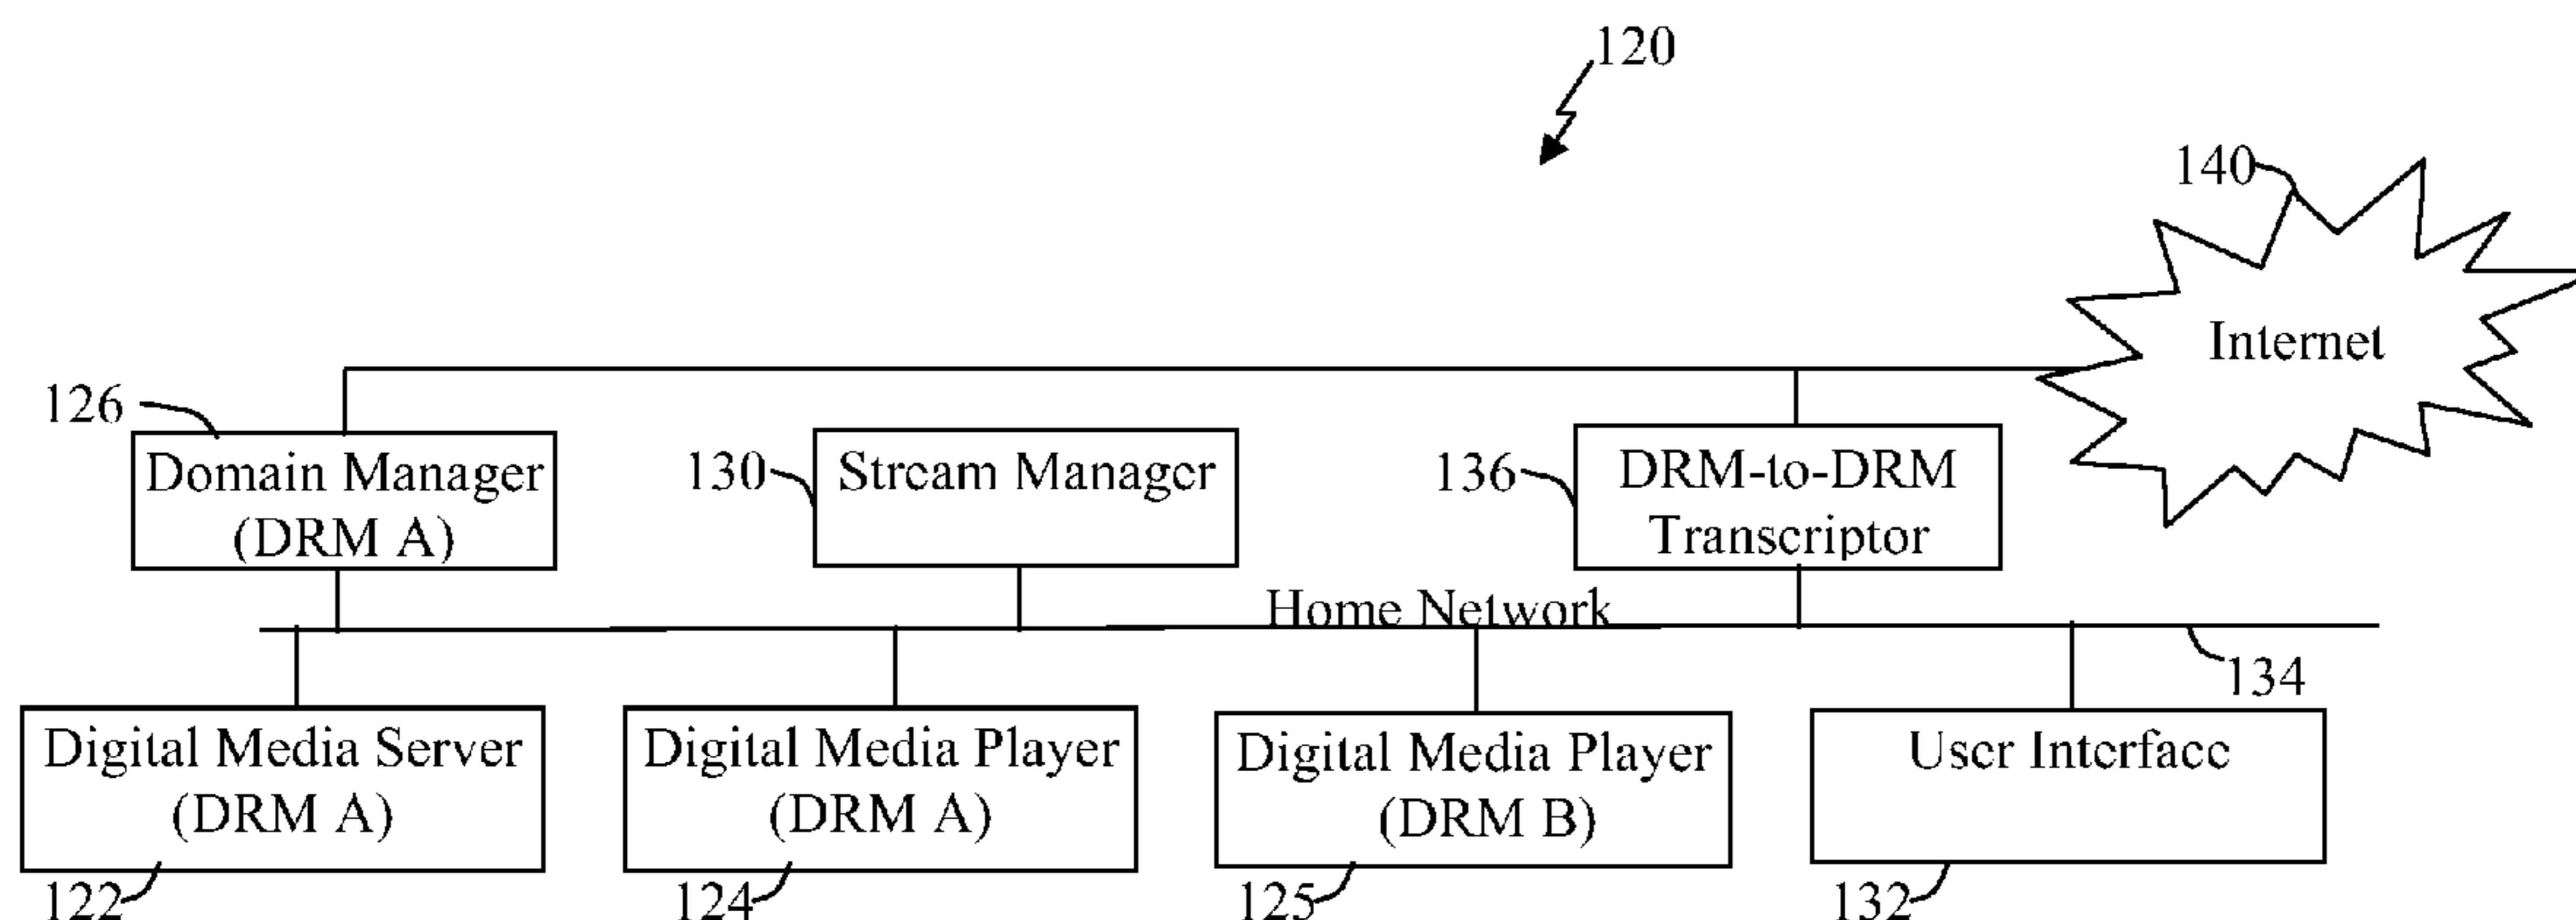 120
140
Internet
126
Domain Manager
(DRM A)
130
Stream Manager
136
DRM-to-DRM
Transcriptor
Home Network
134
Digital Media Server
(DRM A)
Digital Media Player
(DRM A)
Digital Media Player
(DRM B)
User Interface
122
124
125
132